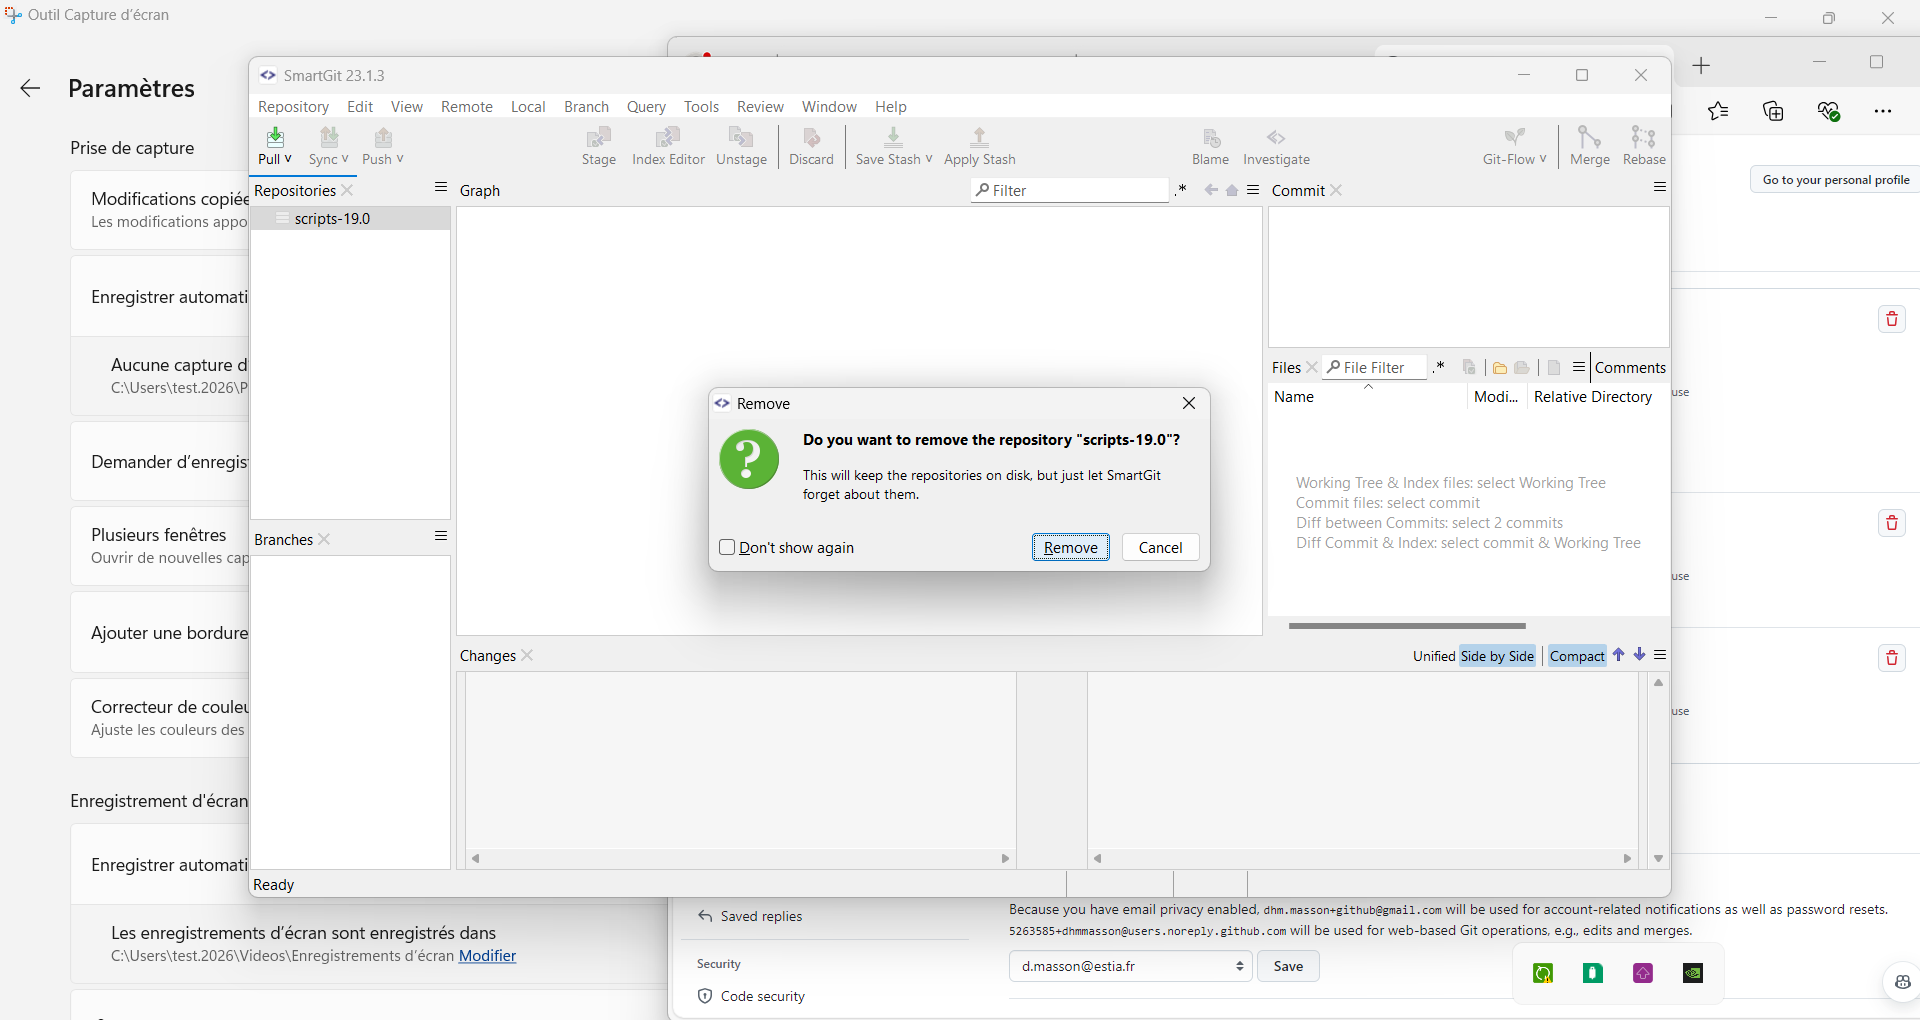 Outil Capture d'écran
Paramètres
Prise de capture
Modifications copiée
Les modifications appo
Enregistrer automati
Aucune capture d
C:\Users\test.2026\P
Demander d'enregis
Plusieurs fenêtres
Ouvrir de nouvelles cap
Ajouter une bordure
Correcteur de couleu
Ajuste les couleurs des
Enregistrement d'écran
Enregistrer automati
Les enregistrements d'écran sont enregistrés dans
C:\Users\test.2026\Videos\Enregistrements d'écran Modifier
SmartGit 23.1.3
Repository Edit View Remote Local Branch Query Tools Review Window Help
Pull Sync Push Stage Index Editor Unstage Discard Save Stash Apply Stash Blame Investigate Git-Flow Merge Rebase
Repositories
scripts-19.0
Branches
Graph
Filter .*
Commit
Files File Filter .* Comments
Name Modi... Relative Directory
Working Tree & Index files: select Working Tree
Commit files: select commit
Diff between Commits: select 2 commits
Diff Commit & Index: select commit & Working Tree
Remove
Do you want to remove the repository "scripts-19.0"?
This will keep the repositories on disk, but just let SmartGit
forget about them.
Don't show again Remove Cancel
Changes
Unified Side by Side Compact
Ready
Go to your personal profile
use
use
use
Saved replies
Security
Code security
Because you have email privacy enabled, dhm.masson+github@gmail.com will be used for account-related notifications as well as password resets.
5263585+dhmmasson@users.noreply.github.com will be used for web-based Git operations, e.g., edits and merges.
d.masson@estia.fr Save